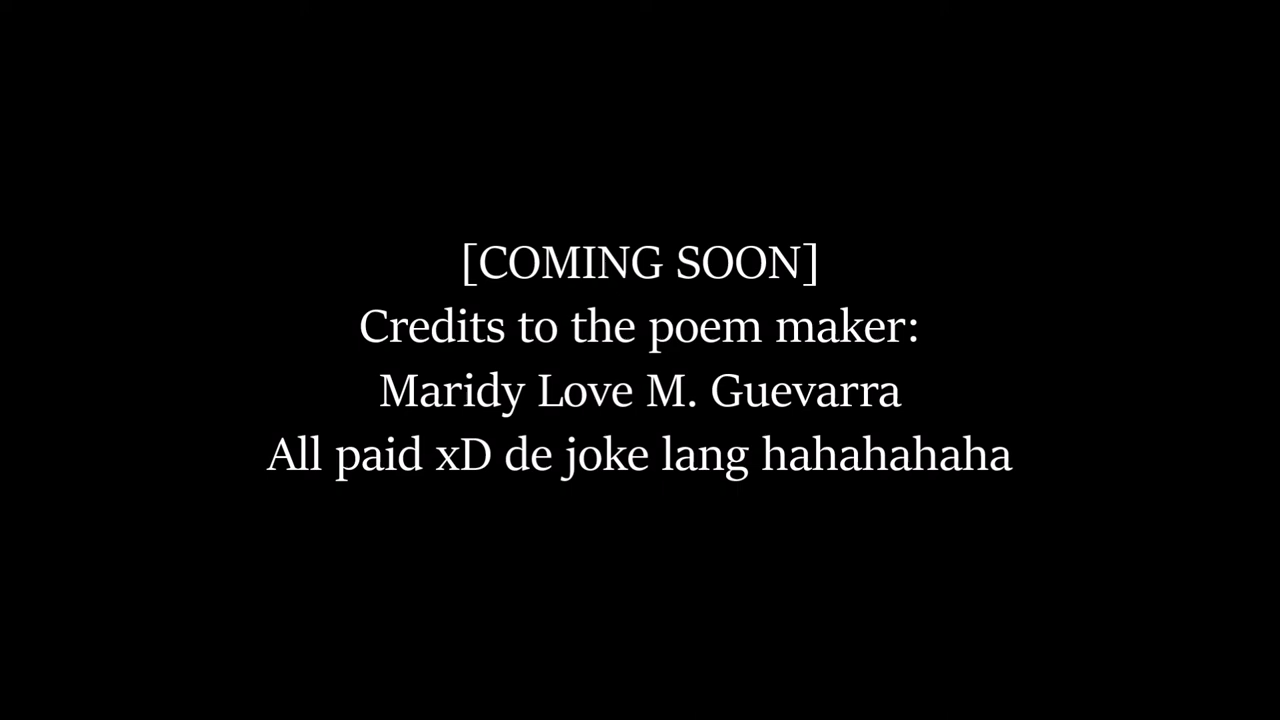 [COMING SOON]
Credits to the poem maker:
Maridy Love M. Guevarra
All paid xD de joke lang hahahahaha